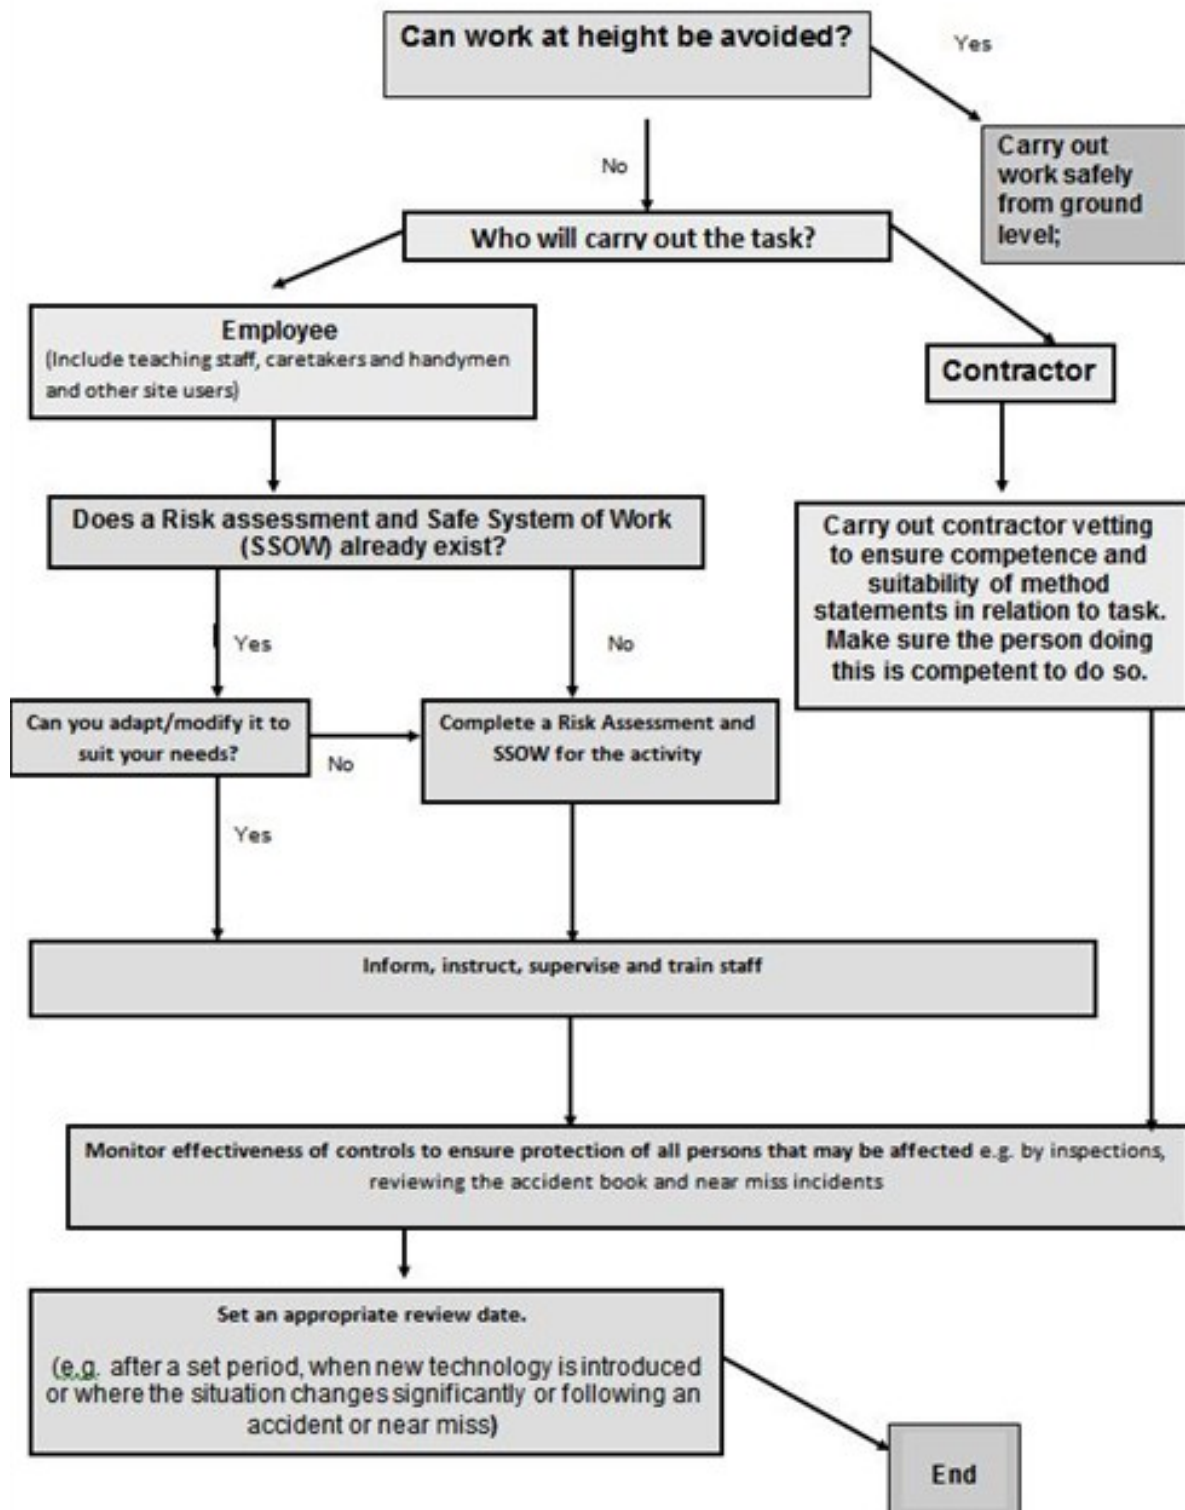 Can work at height be avoided?
Yes
Carry out
work safely
from ground
level;
No
Who will carry out the task?
Employee
(Include teaching staff, caretakers and handymen
and other site users)
Contractor
Does a Risk assessment and Safe System of Work
(SSOW) already exist?
Carry out contractor vetting
to ensure competence and
suitability of method
statements in relation to task.
Make sure the person doing
this is competent to do so.
Yes
No
Can you adapt/modify it to
suit your needs?
No
Complete a Risk Assessment and
SSOW for the activity
Yes
Inform, instruct, supervise and train staff
Monitor effectiveness of controls to ensure protection of all persons that may be affected e.g. by inspections,
reviewing the accident book and near miss incidents
Set an appropriate review date.
(e.g. after a set period, when new technology is introduced
or where the situation changes significantly or following an
accident or near miss)
End